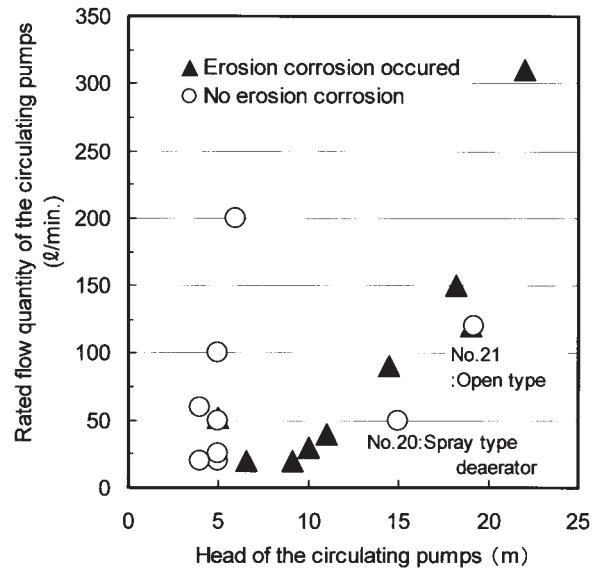 350
300
250
200
150
100
50
0
Rated flow quantity of the circulating pumps
(ℓ/min.)
Erosion corrosion occured
No erosion corrosion
No.21
:Open type
No.20:Spray type
deaerator
0 5 10 15 20 25
Head of the circulating pumps (m)